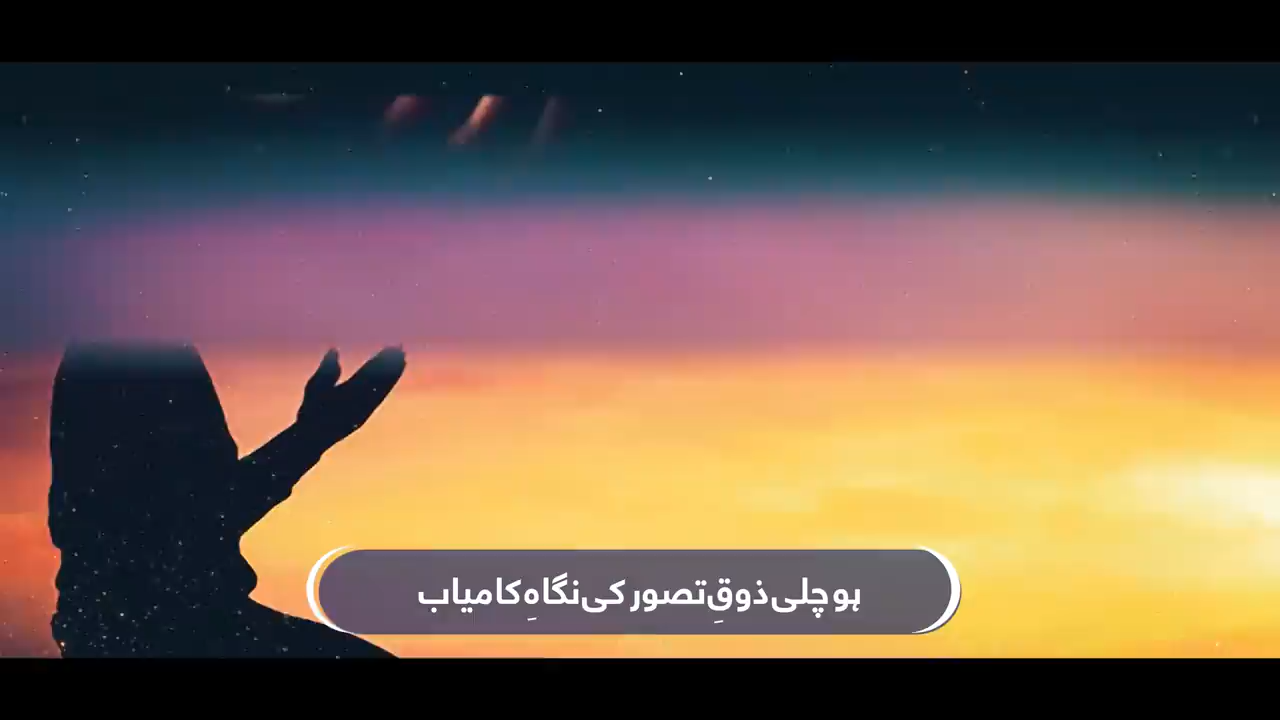 ہو چلی ذوقِ تصور کی نگاہِ کامیاب